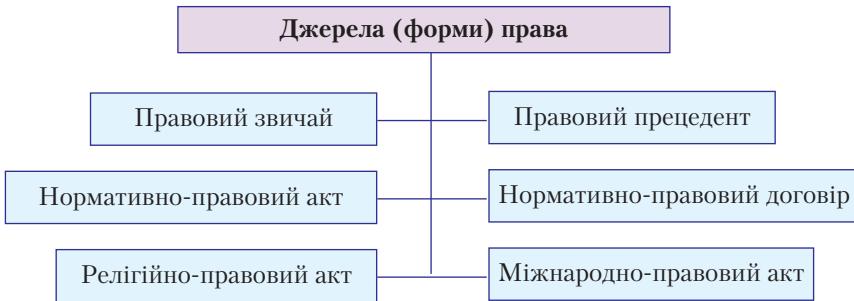 Джерела (форми) права
Правовий звичай
Правовий прецедент
Нормативно-правовий акт
Нормативно-правовий договір
Релігійно-правовий акт
Міжнародно-правовий акт